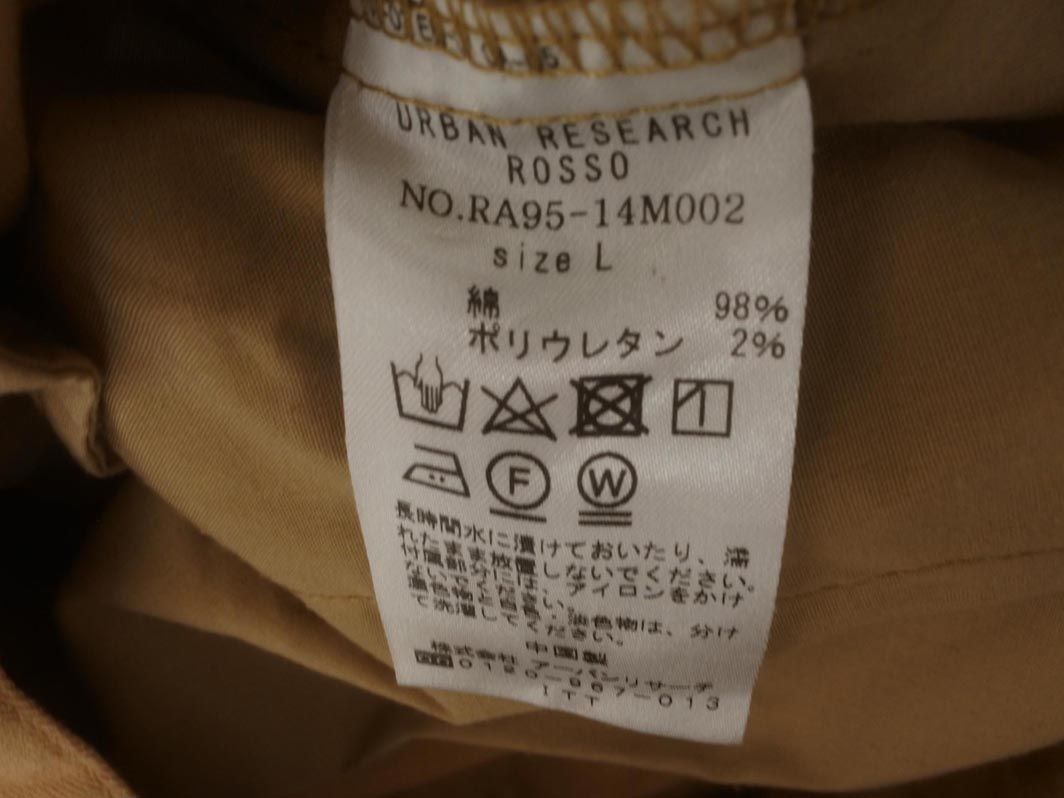 URBAN RESEARCH
ROSSO
NO.RA95-14M002
size L
綿 98%
ポリウレタン 2%
F W
長時間水に漬けておいたり、濡
れたまま放置しないでください。
付属部分には、アイロンをかけ
ないでください。淡色物は、分け
て洗濯してください。
中国製
株式会社 アーバンリサーチ
0120-667-013
ITT